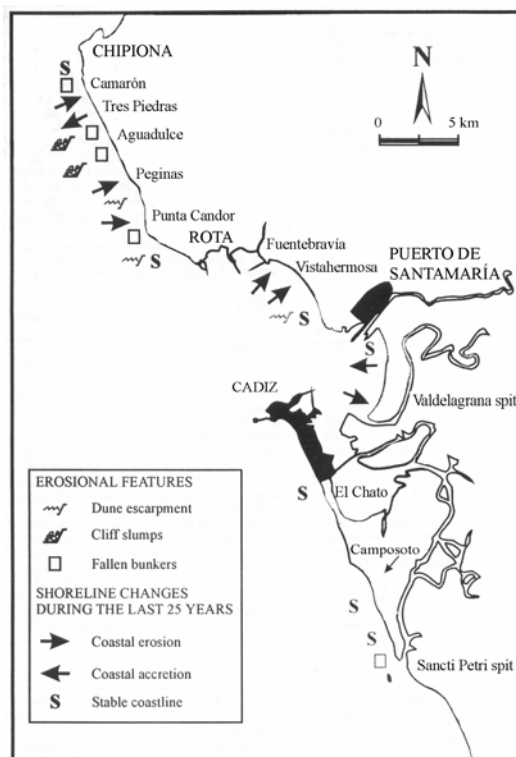 CHIPIONA
N
S
Camarón
Tres Piedras
0 5 km
Aguadulce
Peginas
Punta Candor
ROTA
Fuentebravía
S
Vistahermosa
PUERTO DE
SANTAMARÍA
S
S
CADIZ
Valdelagrana spit
S
El Chato
Camposoto
S
S
Sancti Petri spit
EROSIONAL FEATURES
Dune escarpment
Cliff slumps
Fallen bunkers
SHORELINE CHANGES
DURING THE LAST 25 YEARS
Coastal erosion
Coastal accretion
S Stable coastline